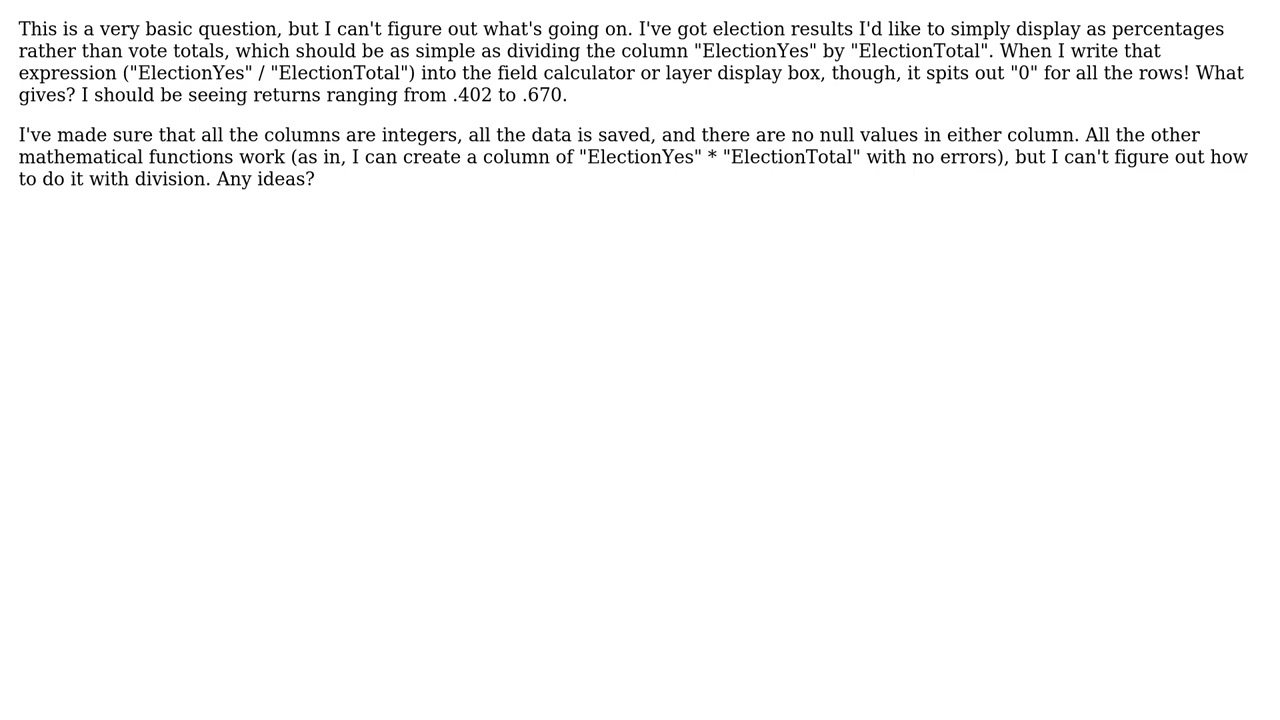 This is a very basic question, but I can't figure out what's going on. I've got election results I'd like to simply display as percentages
rather than vote totals, which should be as simple as dividing the column "ElectionYes" by "ElectionTotal". When I write that
expression ("ElectionYes" / "ElectionTotal") into the field calculator or layer display box, though, it spits out "0" for all the rows! What
gives? I should be seeing returns ranging from .402 to .670.
I've made sure that all the columns are integers, all the data is saved, and there are no null values in either column. All the other
mathematical functions work (as in, I can create a column of "ElectionYes" * "ElectionTotal" with no errors), but I can't figure out how
to do it with division. Any ideas?